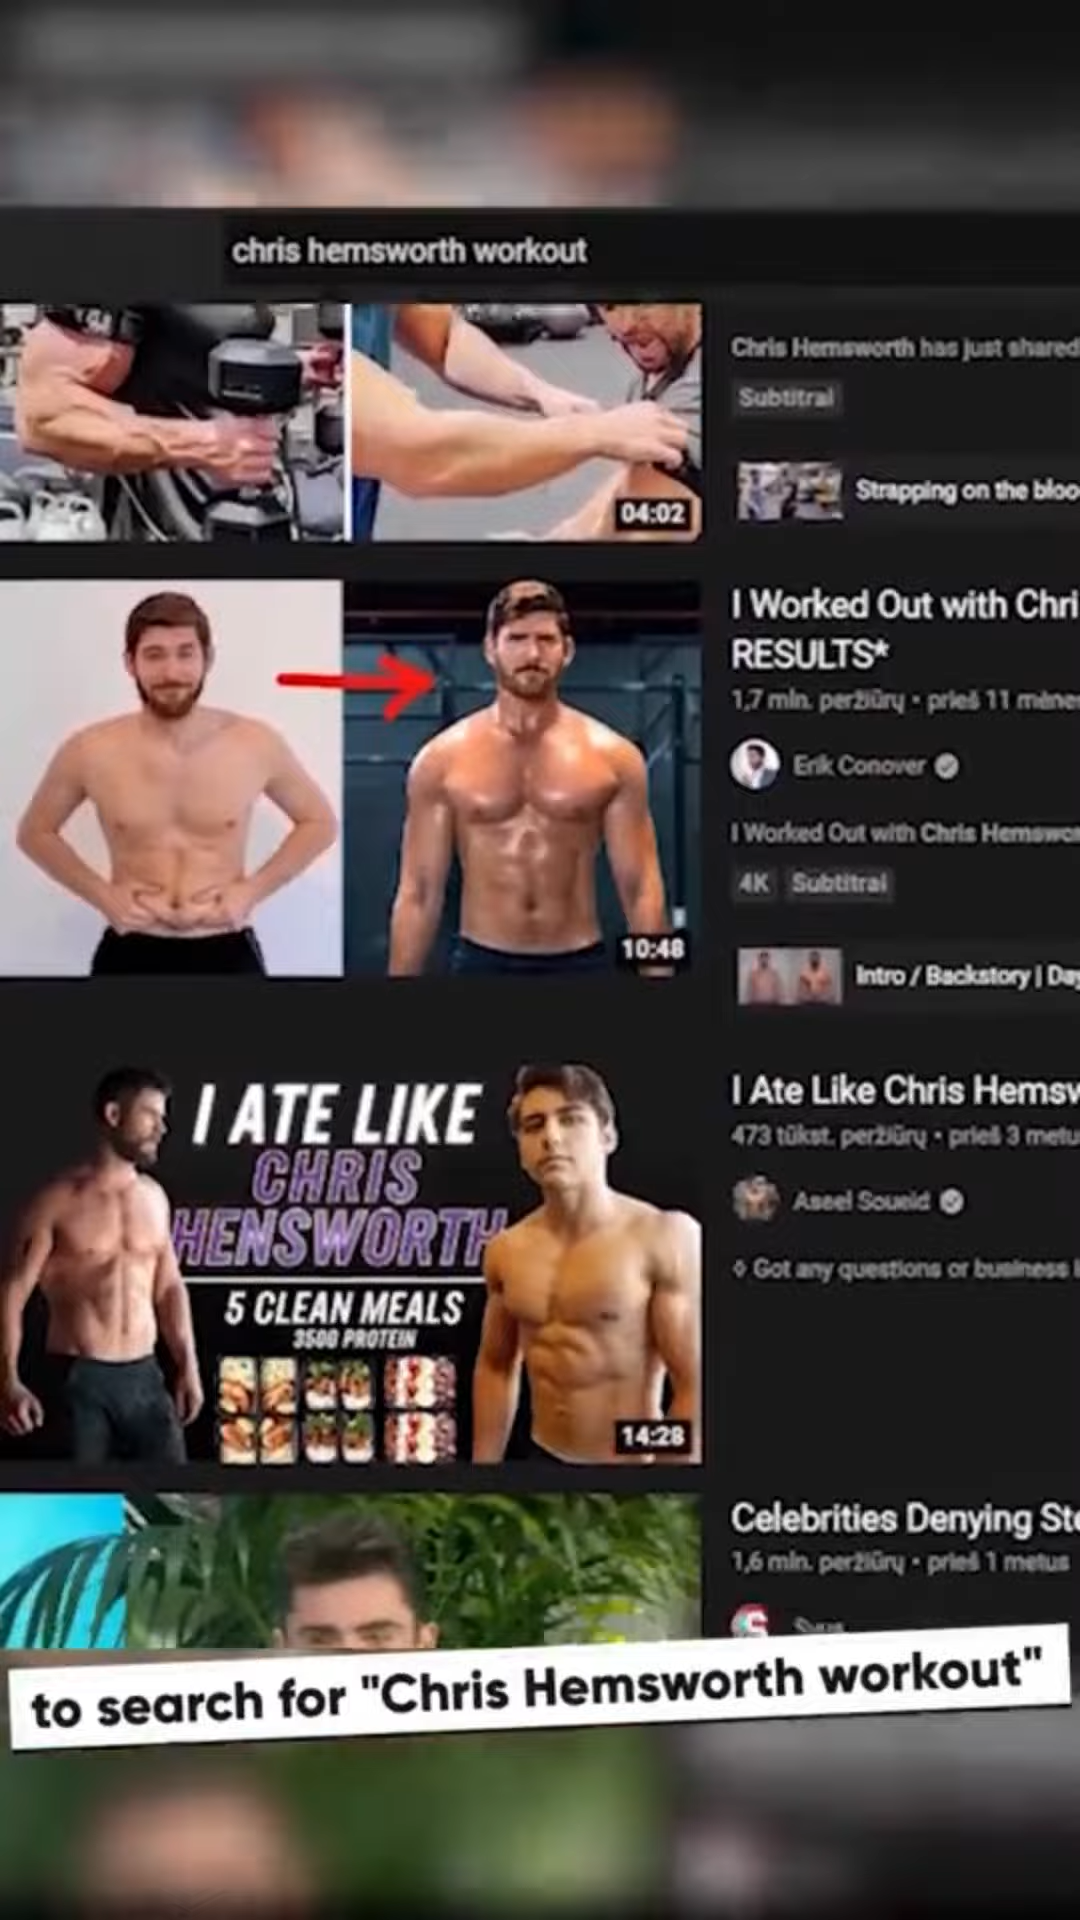 chris hemsworth workout
Chris Hemsworth has just shared
Subtitrai
04:02
Strapping on the bloo
I Worked Out with Chri
RESULTS*
1,7 mln. peržiūrų • prieš 11 mėnes
Erik Conover
I Worked Out with Chris Hemswor
4K Subtitrai
10:48
Intro / Backstory | Day
I ATE LIKE
CHRIS
HENSWORTH
5 CLEAN MEALS
3500 PROTEIN
14:28
I Ate Like Chris Hemsw
473 tūkst. peržiūrų • prieš 3 metu
Aseel Soueid
Got any questions or business
Celebrities Denying Ste
1,6 mln. peržiūrų • prieš 1 metus
to search for "Chris Hemsworth workout"